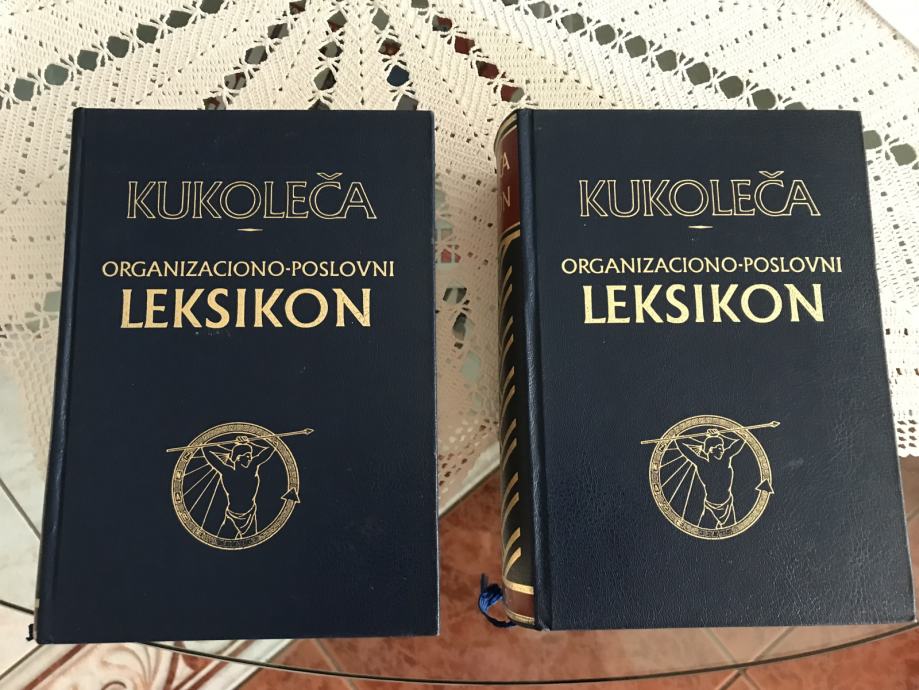 KUKOLEČA
ORGANIZACIONO-POSLOVNI
LEKSIKON
KUKOLEČA
ORGANIZACIONO-POSLOVNI
LEKSIKON